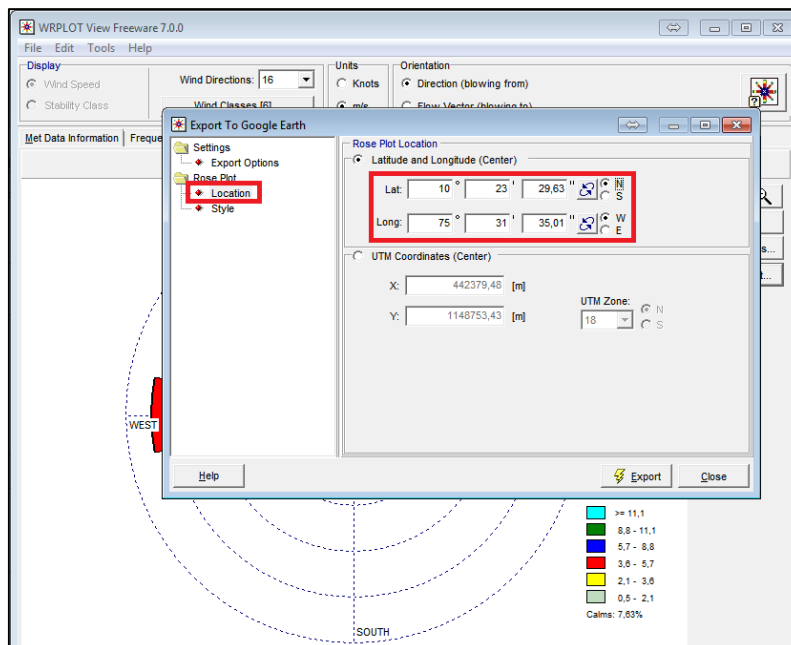 WRPLOT View Freeware 7.0.0
File Edit Tools Help
Display
Wind Speed
Stability Class
Wind Directions: 16
Wind Classes [6]
Units
Knots
m/s
Orientation
Direction (blowing from)
Flow Vector (blowing to)
Met Data Information
Export To Google Earth
Settings
Export Options
Rose Plot
Location
Style
Rose Plot Location
Latitude and Longitude (Center)
Lat: 10 ° 23 ' 29,63 " N
S
Long: 75 ° 31 ' 35,01 " W
E
UTM Coordinates (Center)
X: 442379,48 [m]
Y: 1148753,43 [m]
UTM Zone:
18
N
S
Help
Export
Close
WEST
SOUTH
>= 11,1
8,8 - 11,1
5,7 - 8,8
3,6 - 5,7
2,1 - 3,6
0,5 - 2,1
Calms: 7,63%